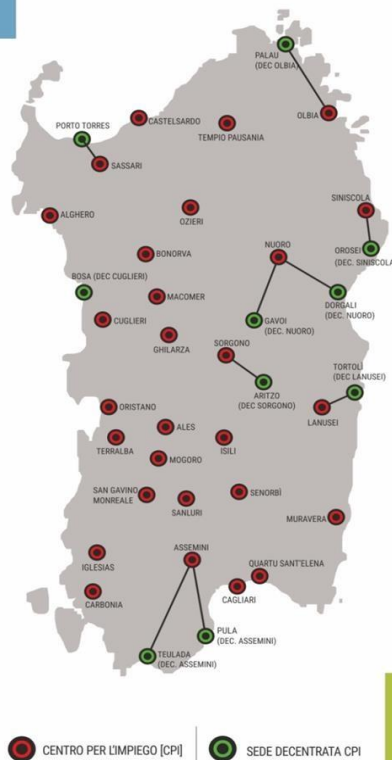 PALAU
(DEC OLBIA)
OLBIA
CASTELSARDO
TEMPIO PAUSANIA
PORTO TORRES
SASSARI
SINISCOLA
OZIERI
ALGHERO
NUORO
OROSEI
(DEC. SINISCOLA
BONORVA
BOSA (DEC CUGLIERI)
MACOMER
DORGALI
(DEC. NUORO)
CUGLIERI
GAVOI
(DEC. NUORO)
GHILARZA
SORGONO
TORTOLÌ
(DEC LANUSEI)
ARITZO
(DEC SORGONO)
ORISTANO
LANUSEI
ALES
TERRALBA
ISILI
MOGORO
SAN GAVINO
MONREALE
SENORBÌ
SANLURI
MURAVERA
ASSEMINI
IGLESIAS
QUARTU SANT'ELENA
CARBONIA
CAGLIARI
PULA
(DEC. ASSEMINI)
TEULADA
(DEC. ASSEMINI)
CENTRO PER L'IMPIEGO [CPI]
SEDE DECENTRATA CPI